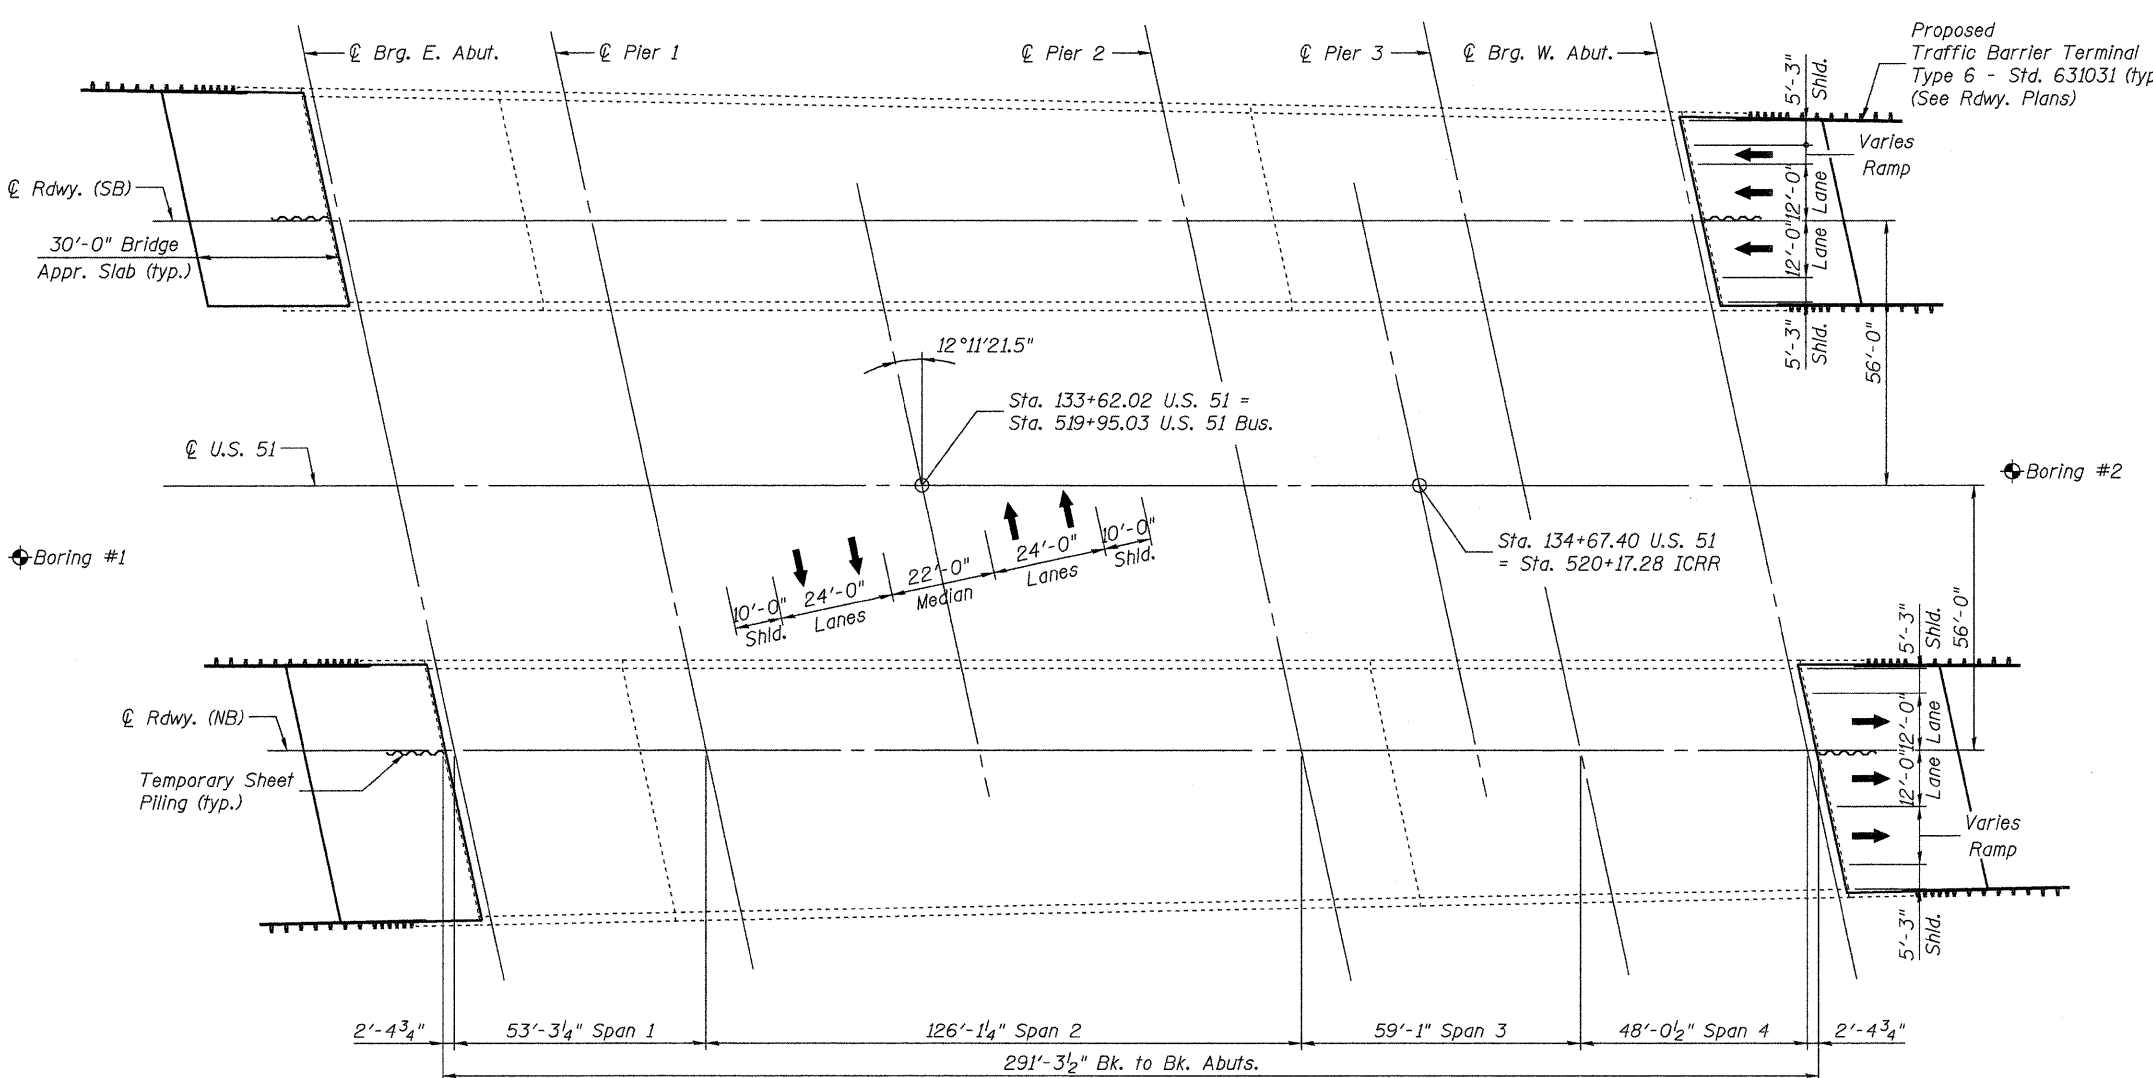 ℄ Brg. E. Abut.
℄ Pier 1
℄ Pier 2
℄ Pier 3
℄ Brg. W. Abut.
Proposed
Traffic Barrier Terminal
Type 6 - Std. 631031 (typ
(See Rdwy. Plans)
5'-3"
Shld.
Varies
Ramp
℄ Rdwy. (SB)
12'-0"
Lane
12'-0"
Lane
30'-0" Bridge
Appr. Slab (typ.)
5'-3"
Shld.
56'-0"
12°11'21.5"
Sta. 133+62.02 U.S. 51 =
Sta. 519+95.03 U.S. 51 Bus.
℄ U.S. 51
Boring #2
Boring #1
10'-0"
Shld.
24'-0"
Lanes
22'-0"
Median
24'-0"
Lanes
10'-0"
Shld.
Sta. 134+67.40 U.S. 51
= Sta. 520+17.28 ICRR
5'-3"
Shld.
56'-0"
℄ Rdwy. (NB)
12'-0"
Lane
12'-0"
Lane
Temporary Sheet
Piling (typ.)
Varies
Ramp
5'-3"
Shld.
2'-4¾"
53'-3¼" Span 1
126'-1¼" Span 2
59'-1" Span 3
48'-0½" Span 4
2'-4¾"
291'-3½" Bk. to Bk. Abuts.